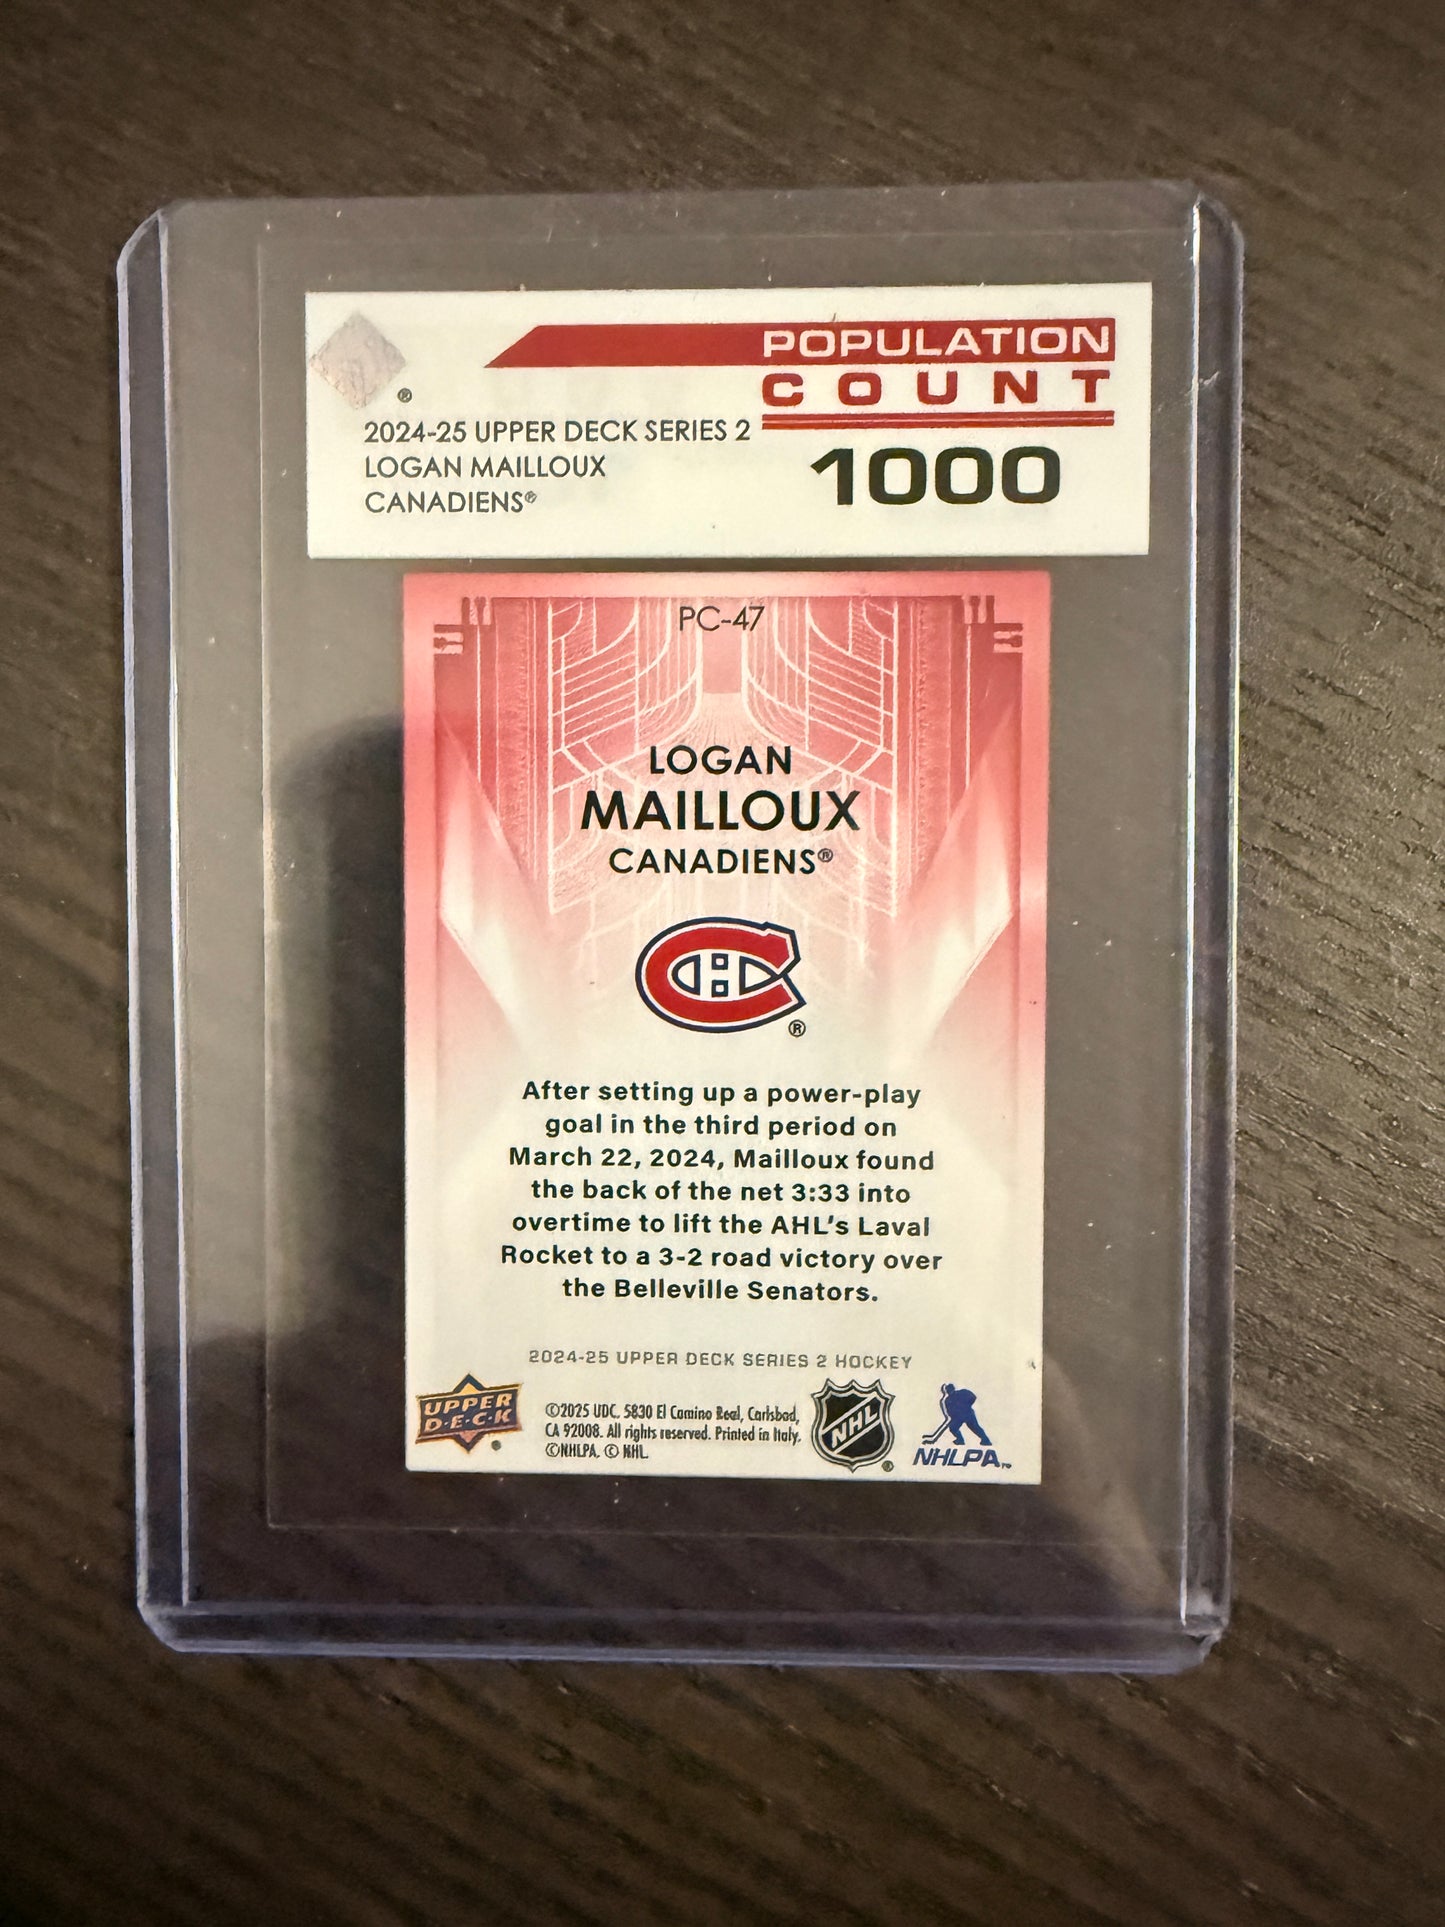 POPULATION
COUNT
®
2024-25 UPPER DECK SERIES 2
1000
LOGAN MAILLOUX
CANADIENS®
PC-47
LOGAN
MAILLOUX
CANADIENS®
®
After setting up a power-play
goal in the third period on
March 22, 2024, Mailloux found
the back of the net 3:33 into
overtime to lift the AHL's Laval
Rocket to a 3-2 road victory over
the Belleville Senators.
2024-25 UPPER DECK SERIES 2 HOCKEY
UPPER
D·E·C·K
©2025 UDC. 5830 El Camino Real, Carlsbad,
CA 92008. All rights reserved. Printed in Italy.
©NHLPA. © NHL.
NHL
®
NHLPA™